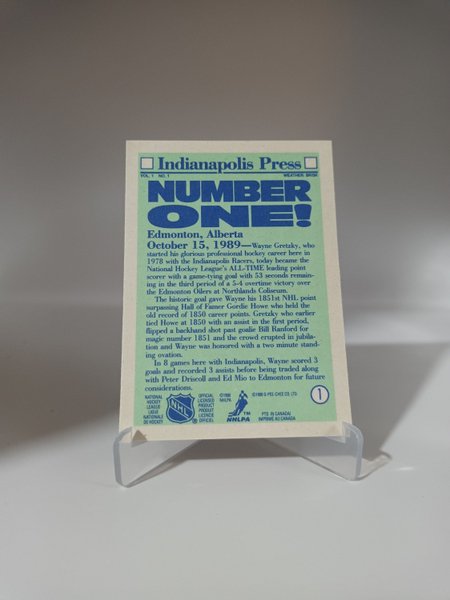 Indianapolis Press
VOL. 1 NO. 1 WEATHER: BRISK
NUMBER
ONE!
Edmonton, Alberta
October 15, 1989—Wayne Gretzky, who
started his glorious professional hockey career here in
1978 with the Indianapolis Racers, today became the
National Hockey League's ALL-TIME leading point
scorer with a game-tying goal with 53 seconds remain-
ing in the third period of a 5-4 overtime victory over
the Edmonton Oilers at Northlands Coliseum.
The historic goal gave Wayne his 1851st NHL point
surpassing Hall of Famer Gordie Howe who held the
old record of 1850 career points. Gretzky who earlier
tied Howe at 1850 with an assist in the first period,
flipped a backhand shot past goalie Bill Ranford for
magic number 1851 and the crowd erupted in jubila-
tion and Wayne was honored with a two minute stand-
ing ovation.
In 8 games here with Indianapolis, Wayne scored 3
goals and recorded 3 assists before being traded along
with Peter Driscoll and Ed Mio to Edmonton for future
considerations.
NATIONAL
HOCKEY
LEAGUE
LIGUE
NATIONALE
DE HOCKEY
NHL
OFFICIAL
LICENSED
PRODUCT
PRODUIT
LICENCIÉ
OFFICIEL
NHLPA
NHLPA
O-PEE-CHEE CO. LTD.
PTD. IN CANADA/
IMPRIMÉ AU CANADA
1